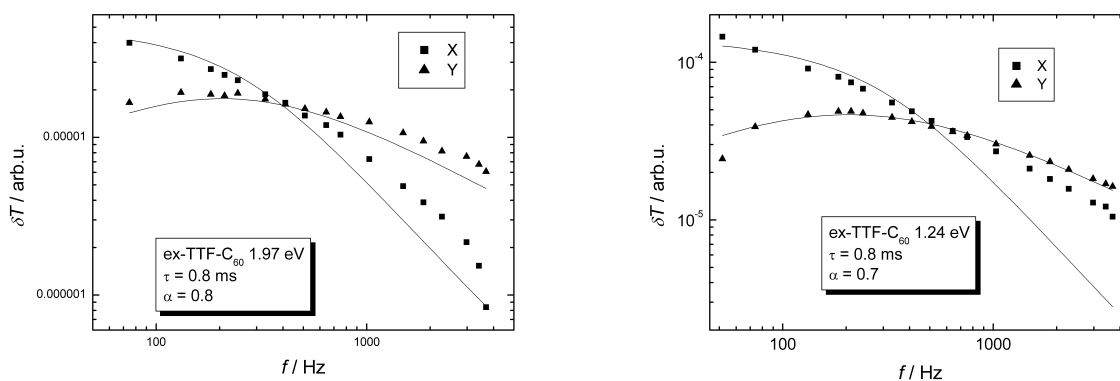 X
Y
0.00001
0.000001
δT / arb.u.
ex-TTF-C₆₀ 1.97 eV
τ = 0.8 ms
α = 0.8
100
1000
f / Hz
X
Y
10⁻⁴
10⁻⁵
δT / arb.u.
ex-TTF-C₆₀ 1.24 eV
τ = 0.8 ms
α = 0.7
100
1000
f / Hz